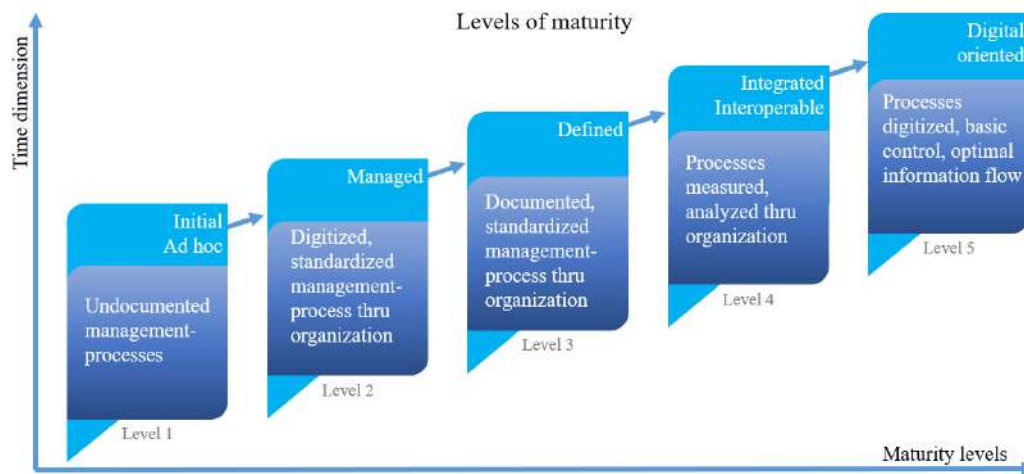 Levels of maturity
Time dimension
Initial
Ad hoc
Undocumented
management-
processes
Level 1
Managed
Digitized,
standardized
management-
process thru
organization
Level 2
Defined
Documented,
standardized
management-
process thru
organization
Level 3
Integrated
Interoperable
Processes
measured,
analyzed thru
organization
Level 4
Digital
oriented
Processes
digitized, basic
control, optimal
information flow
Level 5
Maturity levels